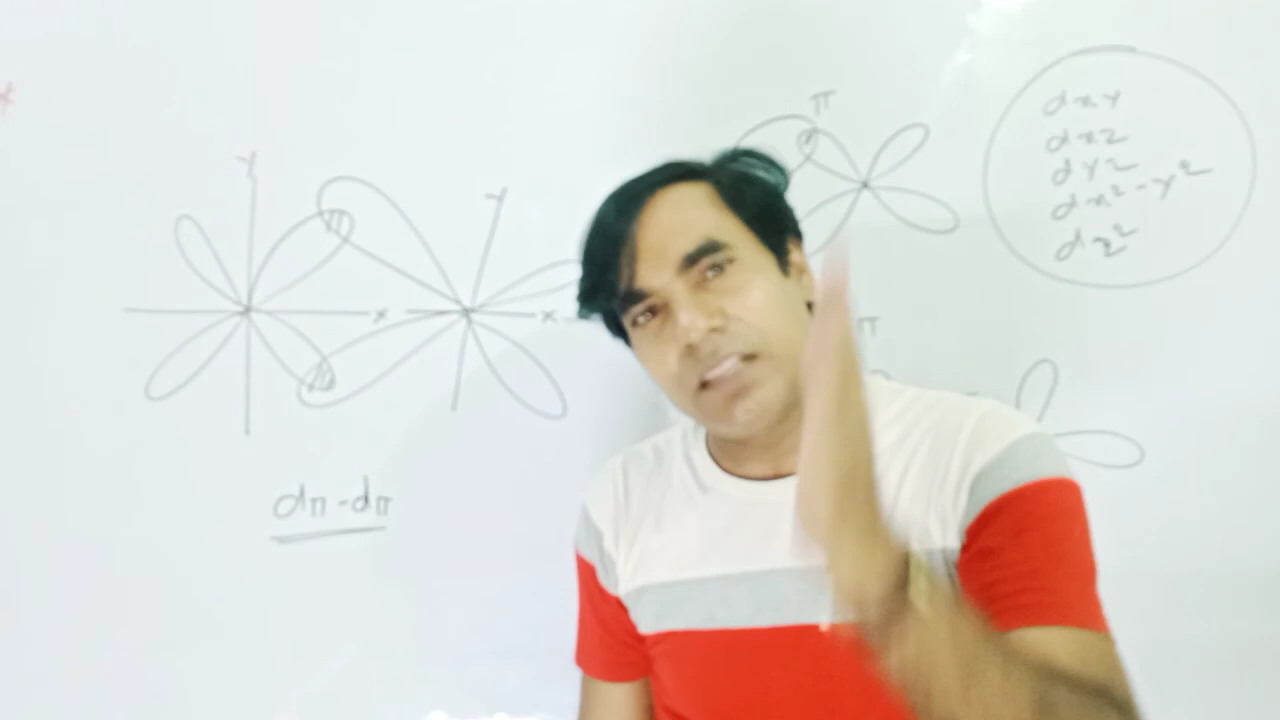 Y
Y
x
x
dπ-dπ
π
π
dxy
dxz
dyz
dx²-y²
dz²